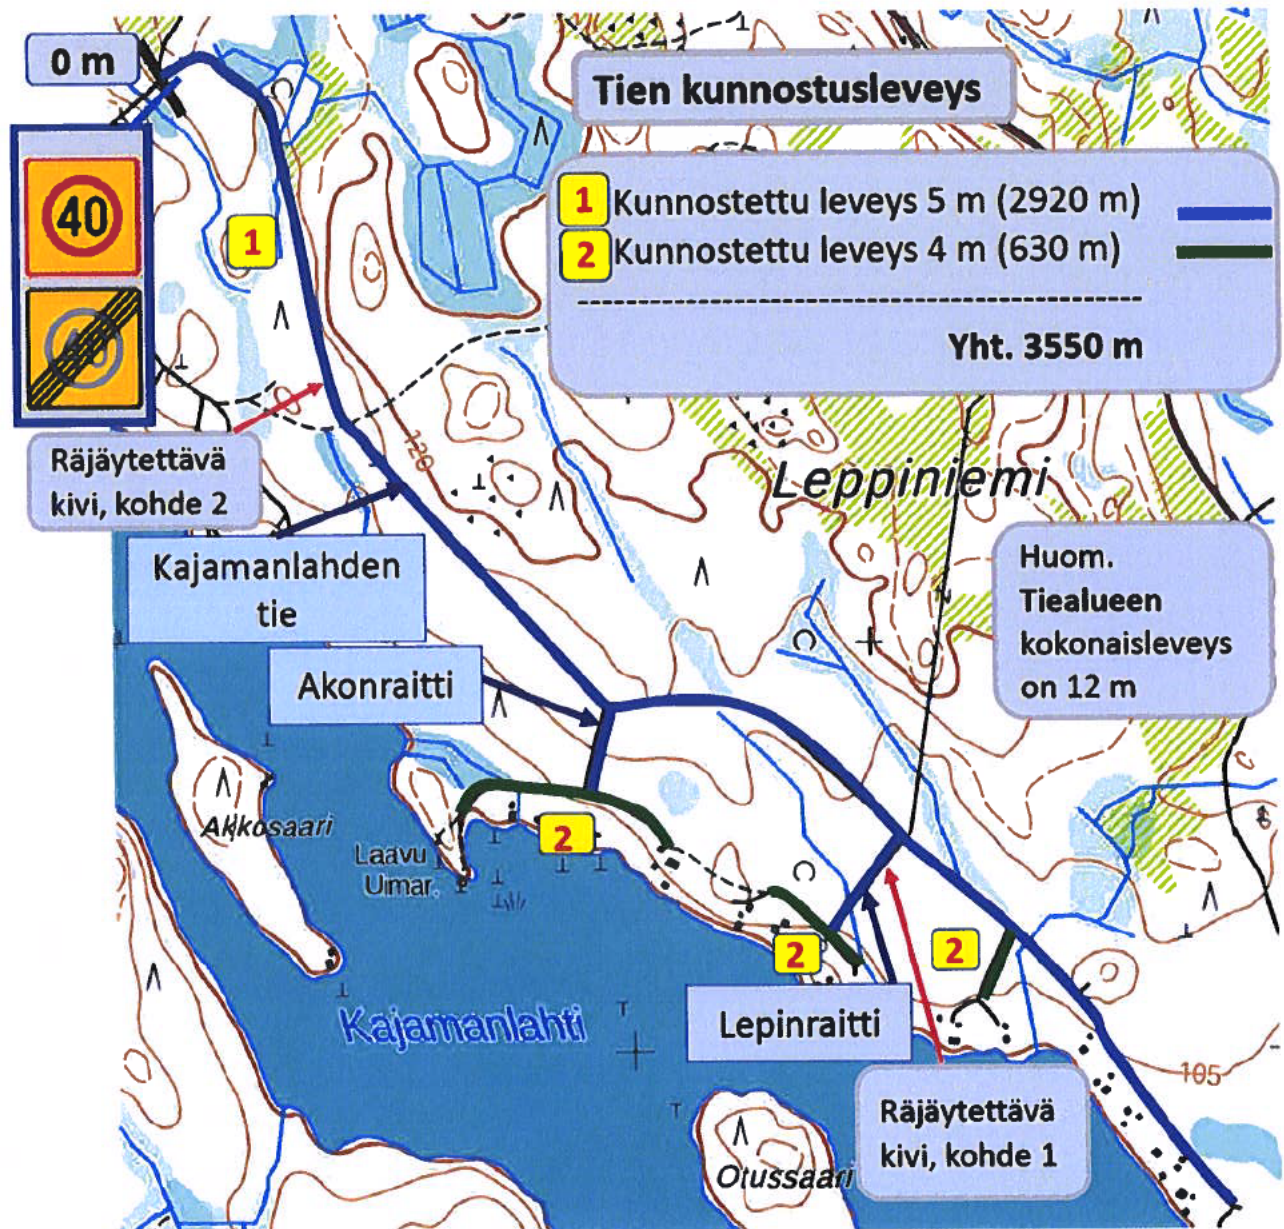 0 m
Tien kunnostusleveys
1 Kunnostettu leveys 5 m (2920 m)
2 Kunnostettu leveys 4 m (630 m)
Yht. 3550 m
40
1
Räjäytettävä
kivi, kohde 2
120
Leppiniemi
Kajamanlahden
tie
Huom.
Tiealueen
kokonaisleveys
on 12 m
Akonraitti
Akkosaari
Laavu
Uimar.
2
2
2
Kajamanlahti
Lepinraitti
105
Räjäytettävä
kivi, kohde 1
Otussaari